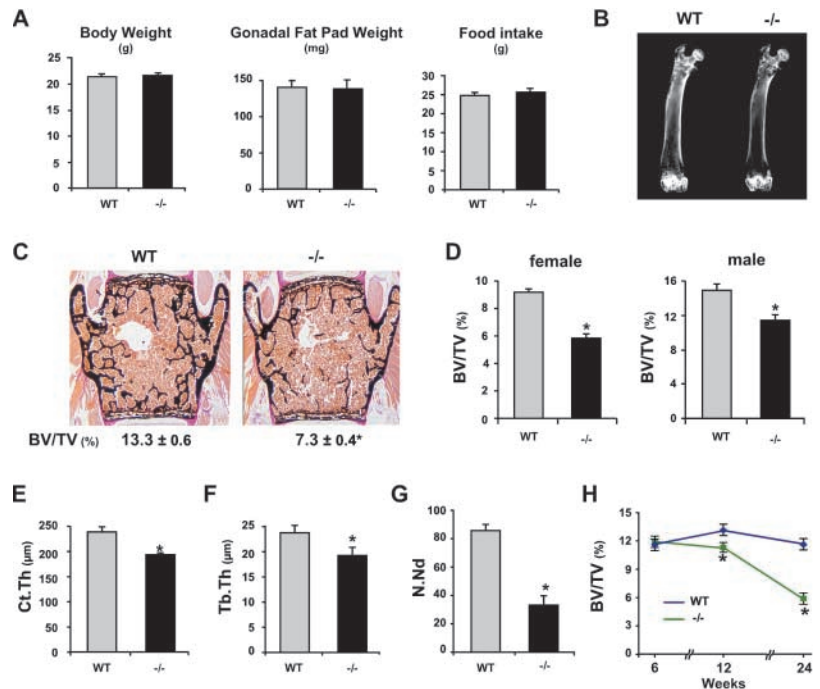 A
Body Weight
(g)
25
20
15
10
5
0
WT
-/-
Gonadal Fat Pad Weight
(mg)
150
100
50
0
WT
-/-
Food intake
(g)
30
25
20
15
10
5
0
WT
-/-
B
WT
-/-
C
WT
-/-
BV/TV (%)
13.3 ± 0.6
7.3 ± 0.4*
D
female
BV/TV
(%)
10
8
6
4
2
0
*
WT
-/-
male
BV/TV
(%)
16
12
8
4
0
*
WT
-/-
E
Ct.Th (µm)
250
200
150
100
50
0
*
WT
-/-
F
Tb.Th (µm)
30
25
20
15
10
5
0
*
WT
-/-
G
N.Nd
100
80
60
40
20
0
*
WT
-/-
H
BV/TV (%)
15
12
9
6
3
0
*
*
WT
-/-
6
12
24
Weeks